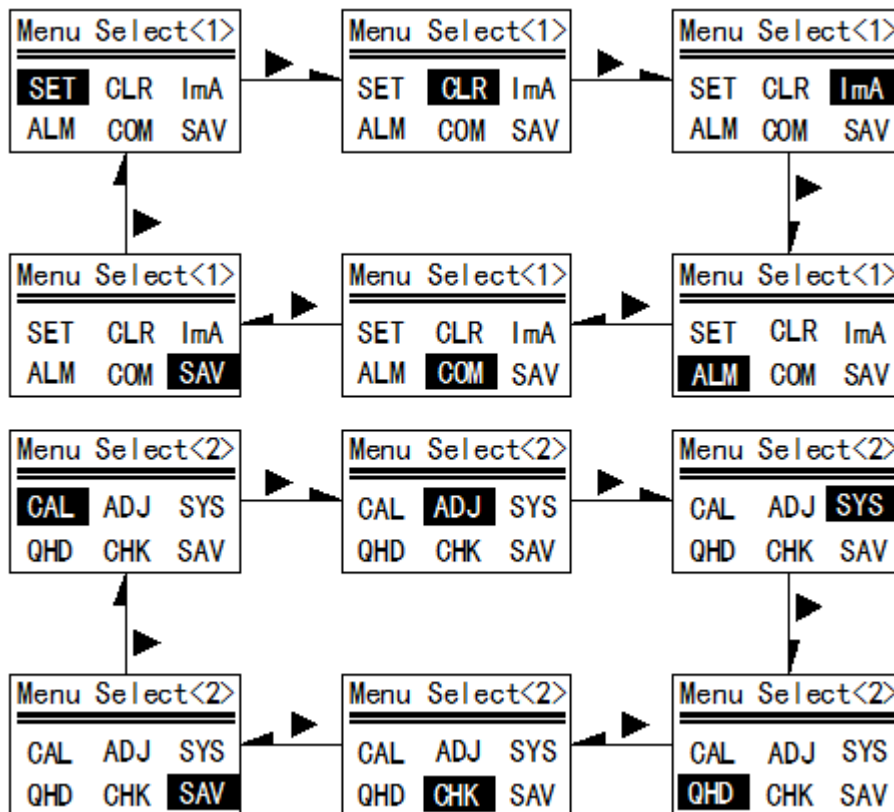 Menu Select<1>
SET CLR ImA
ALM COM SAV
Menu Select<1>
SET CLR ImA
ALM COM SAV
Menu Select<1>
SET CLR ImA
ALM COM SAV
Menu Select<1>
SET CLR ImA
ALM COM SAV
Menu Select<1>
SET CLR ImA
ALM COM SAV
Menu Select<1>
SET CLR ImA
ALM COM SAV
Menu Select<2>
CAL ADJ SYS
QHD CHK SAV
Menu Select<2>
CAL ADJ SYS
QHD CHK SAV
Menu Select<2>
CAL ADJ SYS
QHD CHK SAV
Menu Select<2>
CAL ADJ SYS
QHD CHK SAV
Menu Select<2>
CAL ADJ SYS
QHD CHK SAV
Menu Select<2>
CAL ADJ SYS
QHD CHK SAV